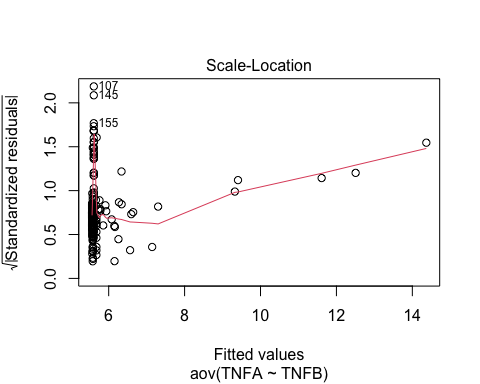 Scale-Location
√|Standardized residuals|
2.0
1.5
1.0
0.5
0.0
107
145
155
6 8 10 12 14
Fitted values
aov(TNFA ~ TNFB)